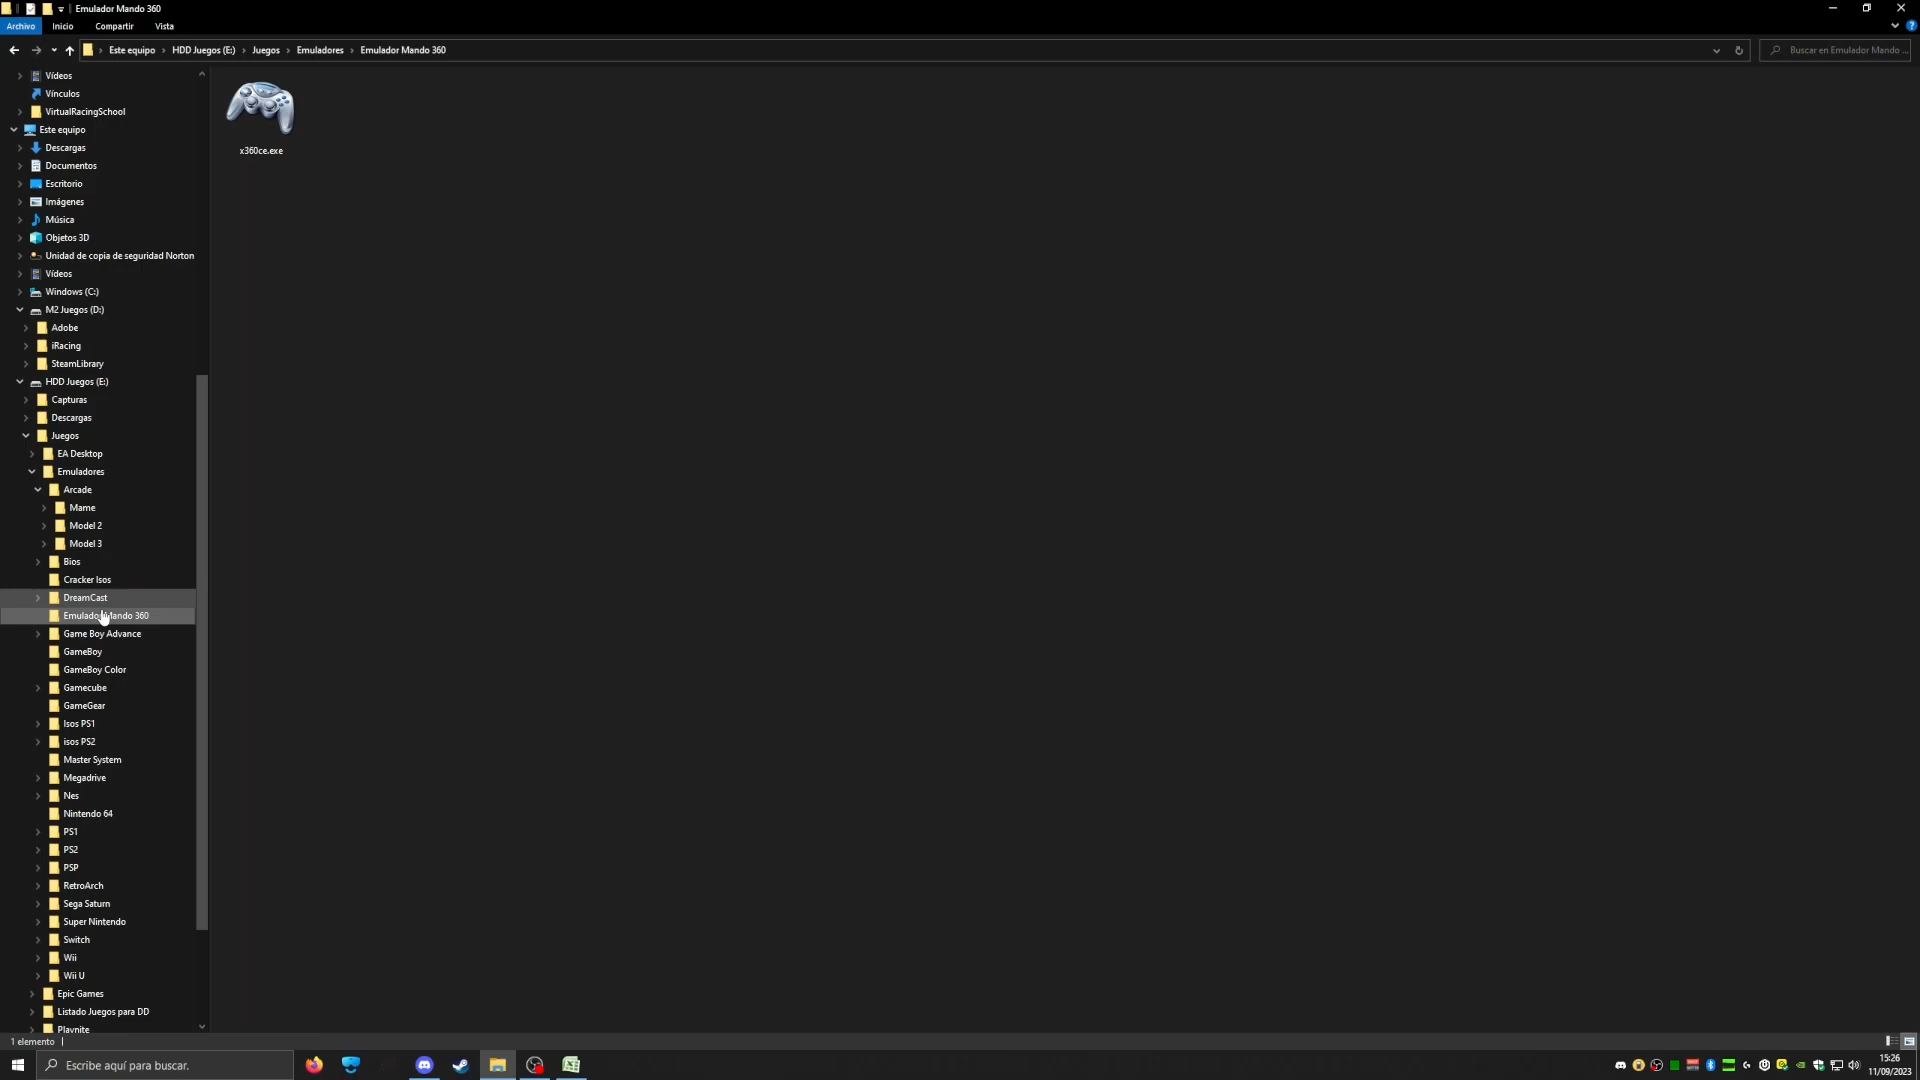 Emulador Mando 360
Archivo Inicio Compartir Vista
Este equipo HDD Juegos (E:) Juegos Emuladores Emulador Mando 360
Buscar en Emulador Mando ...
Vídeos
Vínculos
VirtualRacingSchool
Este equipo
Descargas
Documentos
Escritorio
Imágenes
Música
Objetos 3D
Unidad de copia de seguridad Norton
Vídeos
Windows (C:)
M2 Juegos (D:)
Adobe
iRacing
SteamLibrary
HDD Juegos (E:)
Capturas
Descargas
Juegos
EA Desktop
Emuladores
Arcade
Mame
Model 2
Model 3
Bios
Cracker Isos
DreamCast
Emulador Mando 360
Game Boy Advance
GameBoy
GameBoy Color
Gamecube
GameGear
Isos PS1
isos PS2
Master System
Megadrive
Nes
Nintendo 64
PS1
PS2
PSP
RetroArch
Sega Saturn
Super Nintendo
Switch
Wii
Wii U
Epic Games
Listado Juegos para DD
Playnite
x360ce.exe
1 elemento
Escribe aquí para buscar.
15:26
11/09/2023